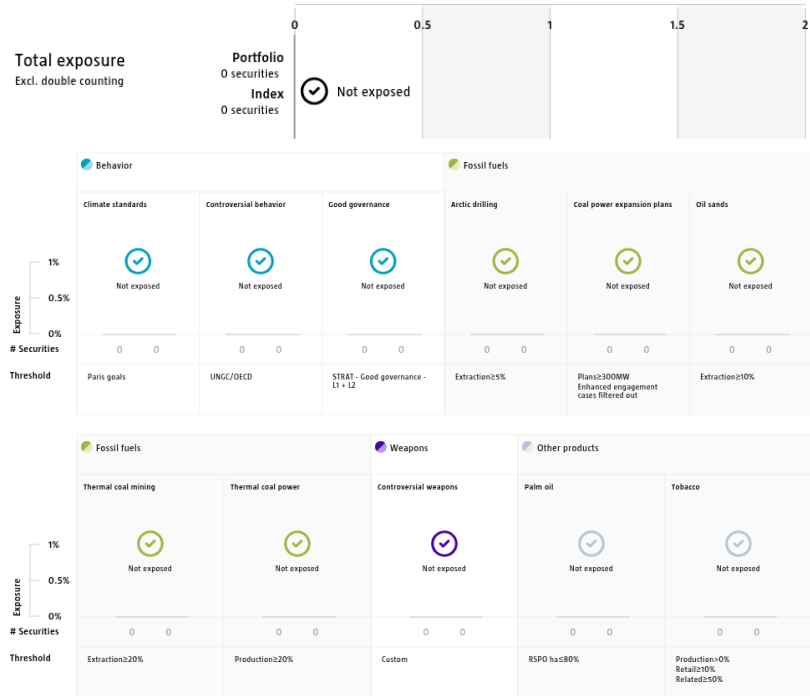 0 0.5 1 1.5 2
Total exposure
Excl. double counting
Portfolio
0 securities
Index
0 securities
Not exposed
Behavior Fossil fuels
Climate standards Controversial behavior Good governance Arctic drilling Coal power expansion plans Oil sands
Exposure
1%
0.5%
0%
Not exposed Not exposed Not exposed Not exposed Not exposed Not exposed
# Securities 0 0 0 0 0 0 0 0 0 0 0 0
Threshold Paris goals UNGC/OECD STRAT - Good governance - Extraction≥5% Plans≥300MW Extraction≥10%
L1 + L2 Enhanced engagement
cases filtered out
Fossil fuels Weapons Other products
Thermal coal mining Thermal coal power Controversial weapons Palm oil Tobacco
Exposure
1%
0.5%
0%
Not exposed Not exposed Not exposed Not exposed Not exposed
# Securities 0 0 0 0 0 0 0 0 0 0
Threshold Extraction≥20% Production≥20% Custom RSPO ha≤80% Production>0%
Retail≥10%
Related≥50%